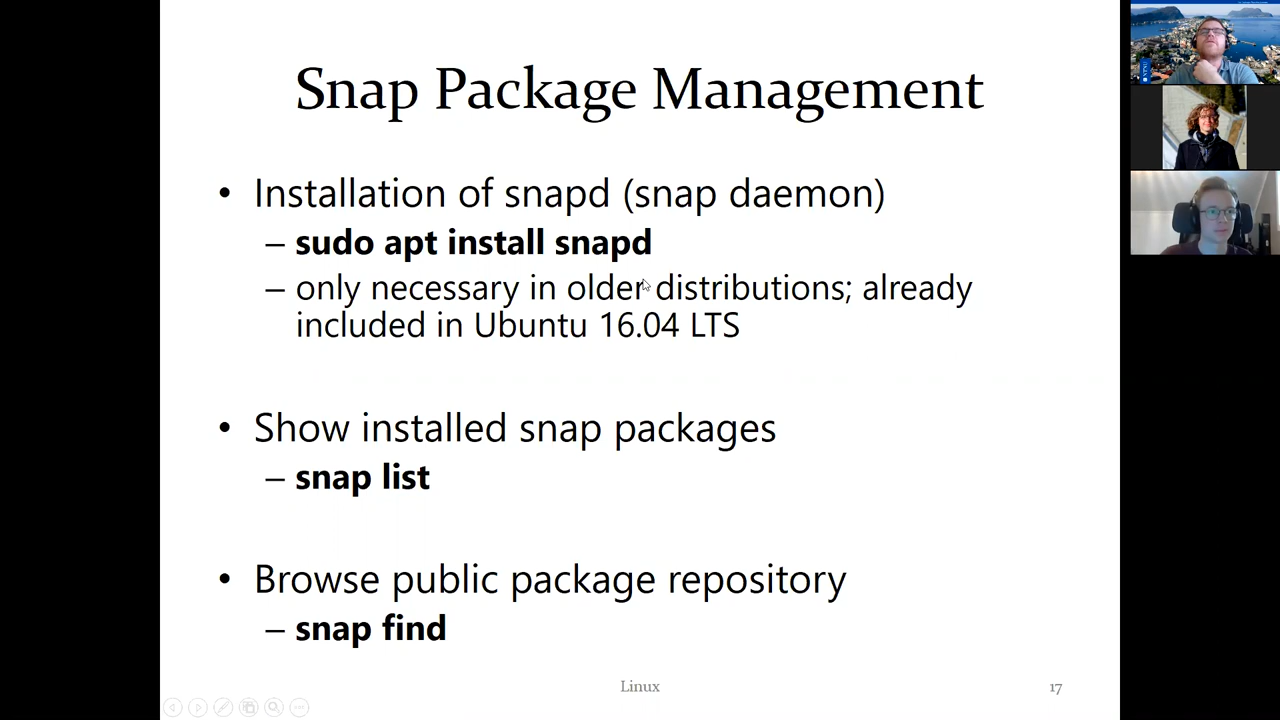 Snap Package Management
• Installation of snapd (snap daemon)
– sudo apt install snapd
– only necessary in older distributions; already
included in Ubuntu 16.04 LTS
• Show installed snap packages
– snap list
• Browse public package repository
– snap find
Linux
17
NTNU